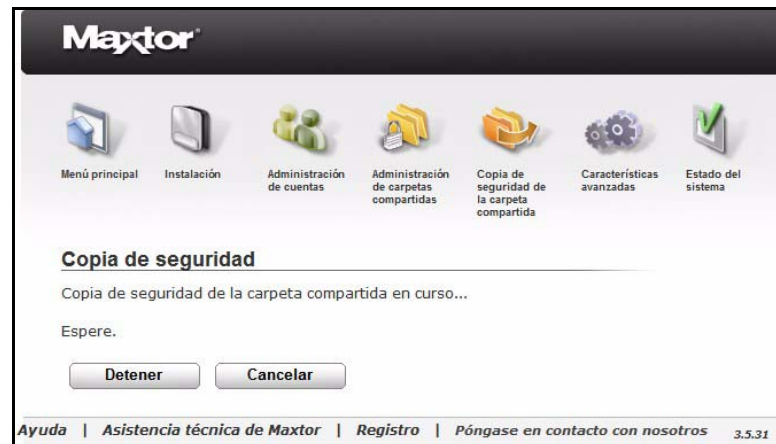 Maxtor
Menú principal
Instalación
Administración
de cuentas
Administración
de carpetas
compartidas
Copia de
seguridad de
la carpeta
compartida
Características
avanzadas
Estado del
sistema
Copia de seguridad
Copia de seguridad de la carpeta compartida en curso...
Espere.
Detener
Cancelar
Ayuda | Asistencia técnica de Maxtor | Registro | Póngase en contacto con nosotros 3.5.31